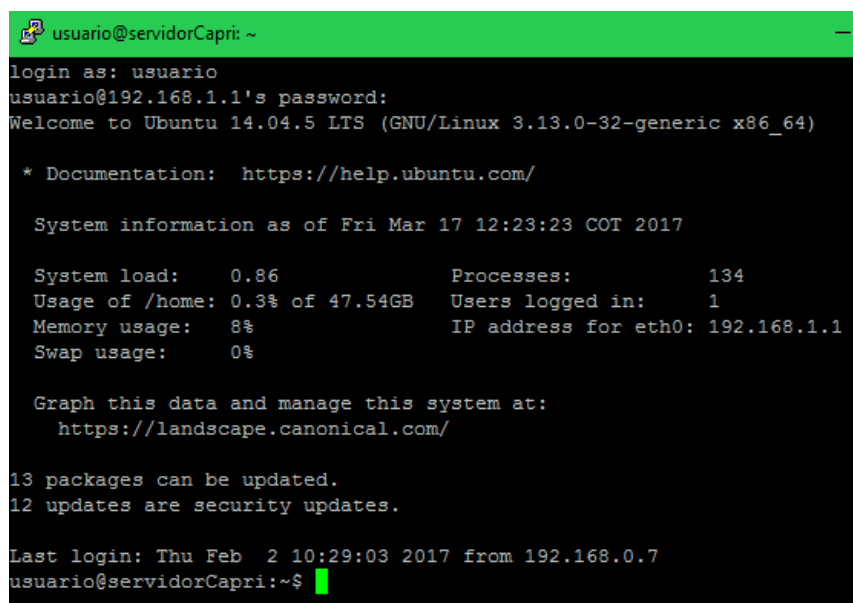 usuario@servidorCapri: ~
login as: usuario
usuario@192.168.1.1's password:
Welcome to Ubuntu 14.04.5 LTS (GNU/Linux 3.13.0-32-generic x86_64)
* Documentation: https://help.ubuntu.com/
System information as of Fri Mar 17 12:23:23 COT 2017
System load: 0.86 Processes: 134
Usage of /home: 0.3% of 47.54GB Users logged in: 1
Memory usage: 8% IP address for eth0: 192.168.1.1
Swap usage: 0%
Graph this data and manage this system at:
https://landscape.canonical.com/
13 packages can be updated.
12 updates are security updates.
Last login: Thu Feb 2 10:29:03 2017 from 192.168.0.7
usuario@servidorCapri:~$